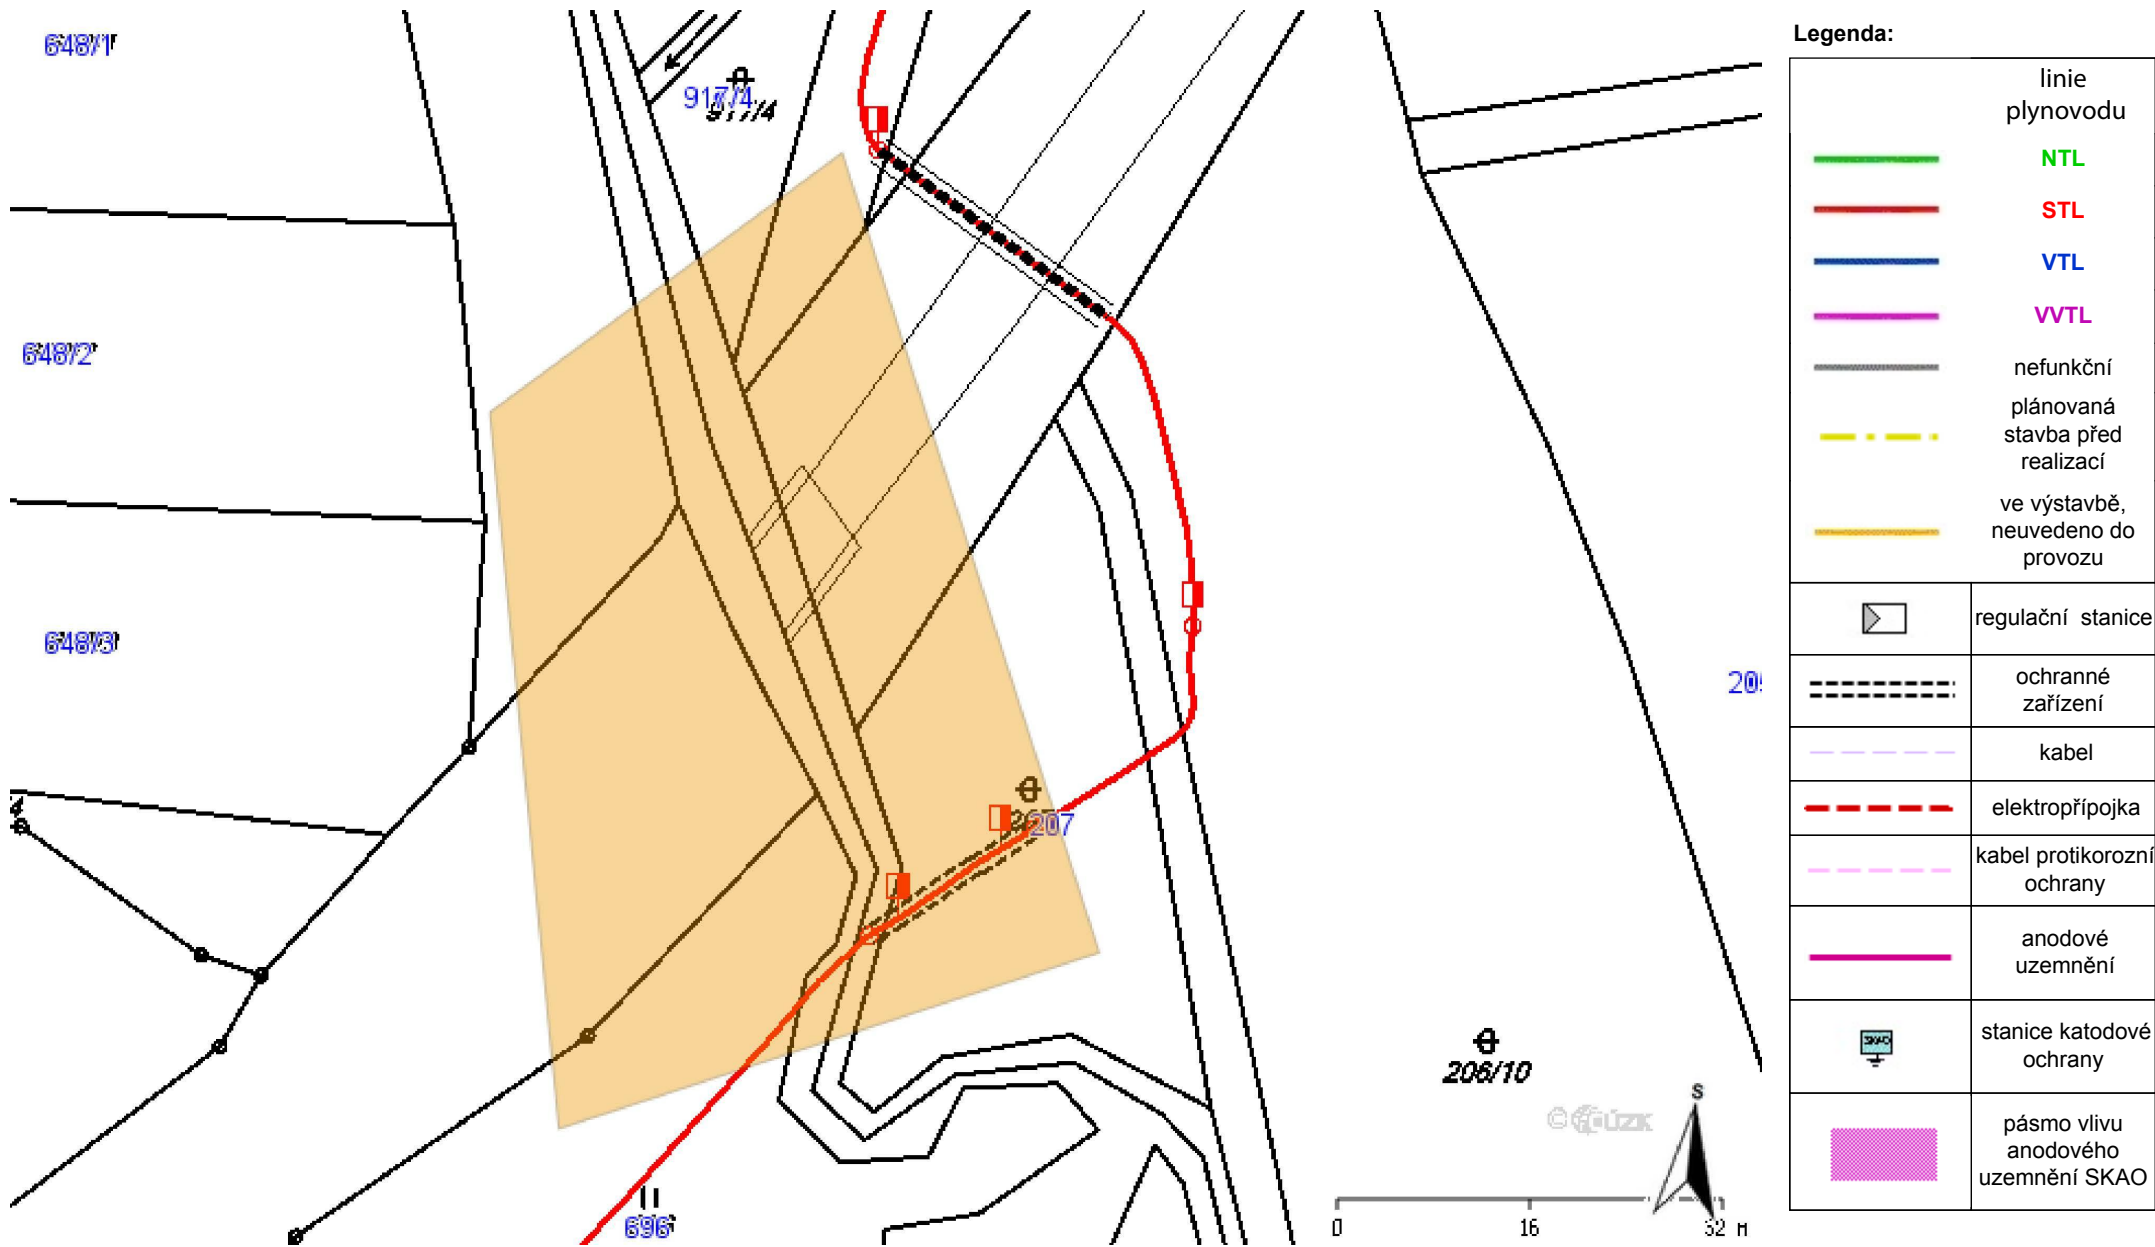 648/1
917/4
917/4
648/2
648/3
207
206/10
696
0 16 32 M
S
Legenda:
linie
plynovodu
NTL
STL
VTL
VVTL
nefunkční
plánovaná
stavba před
realizací
ve výstavbě,
neuvedeno do
provozu
regulační stanice
ochranné
zařízení
kabel
elektropřípojka
kabel protikorozní
ochrany
anodové
uzemnění
SKAO
stanice katodové
ochrany
pásmo vlivu
anodového
uzemnění SKAO